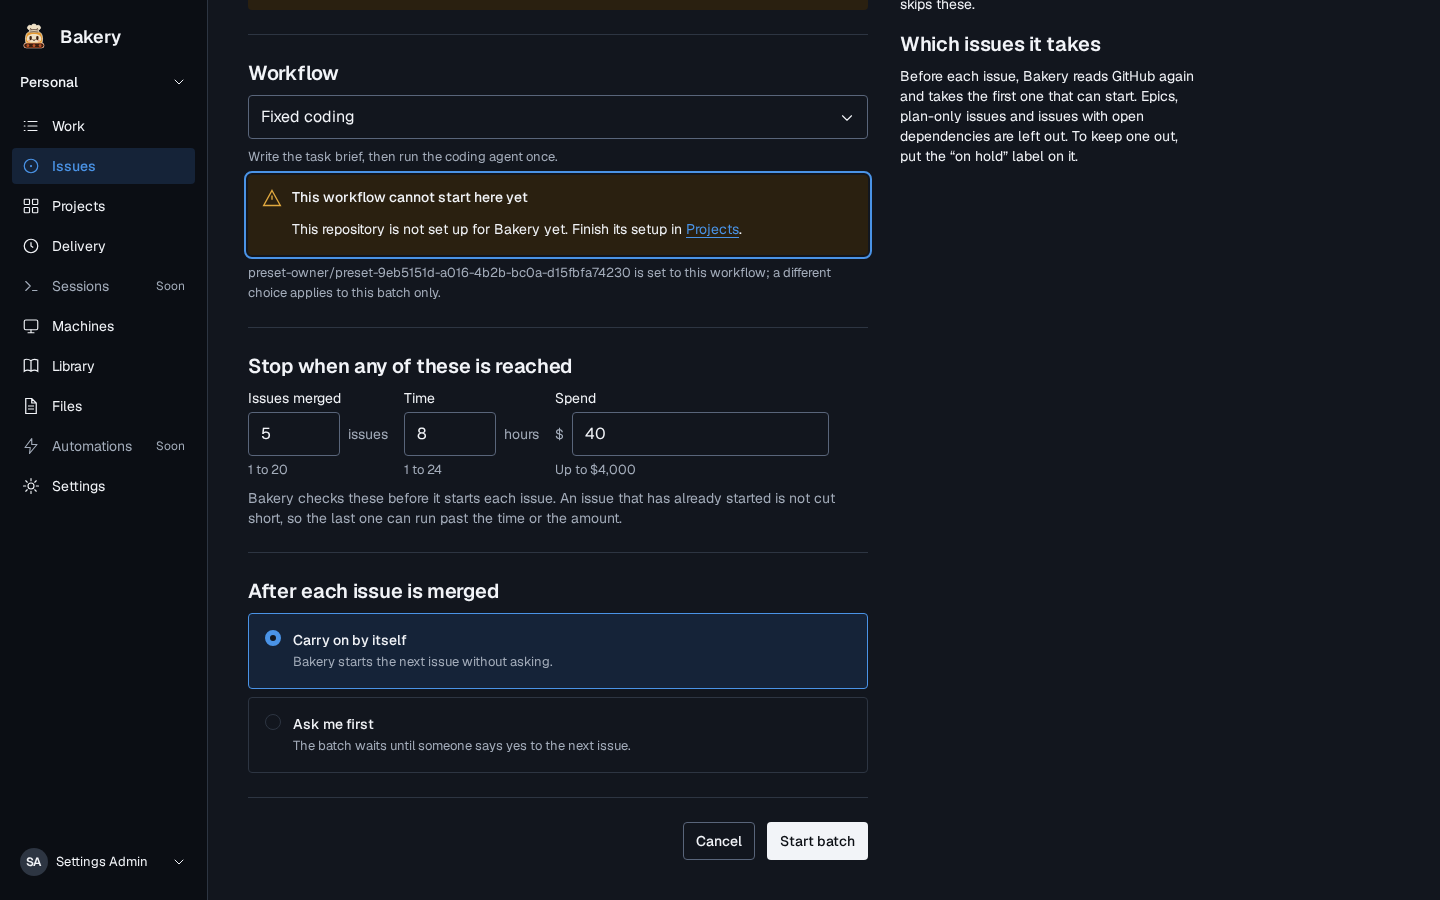 Bakery
Personal
Work
Issues
Projects
Delivery
Sessions Soon
Machines
Library
Files
Automations Soon
Settings
SA Settings Admin
Workflow
Fixed coding
Write the task brief, then run the coding agent once.
This workflow cannot start here yet
This repository is not set up for Bakery yet. Finish its setup in Projects.
preset-owner/preset-9eb5151d-a016-4b2b-bc0a-d15fbfa74230 is set to this workflow; a different
choice applies to this batch only.
Stop when any of these is reached
Issues merged Time Spend
5 issues 8 hours $ 40
1 to 20 1 to 24 Up to $4,000
Bakery checks these before it starts each issue. An issue that has already started is not cut
short, so the last one can run past the time or the amount.
After each issue is merged
Carry on by itself
Bakery starts the next issue without asking.
Ask me first
The batch waits until someone says yes to the next issue.
Cancel Start batch
skips these.
Which issues it takes
Before each issue, Bakery reads GitHub again
and takes the first one that can start. Epics,
plan-only issues and issues with open
dependencies are left out. To keep one out,
put the “on hold” label on it.